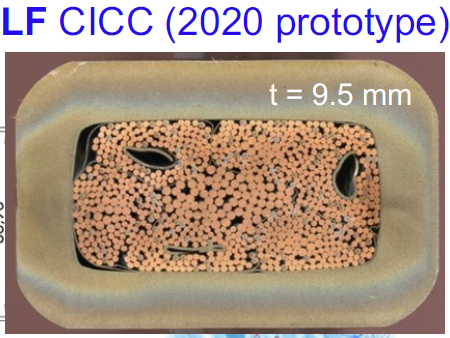 LF CICC (2020 prototype)
t = 9.5 mm